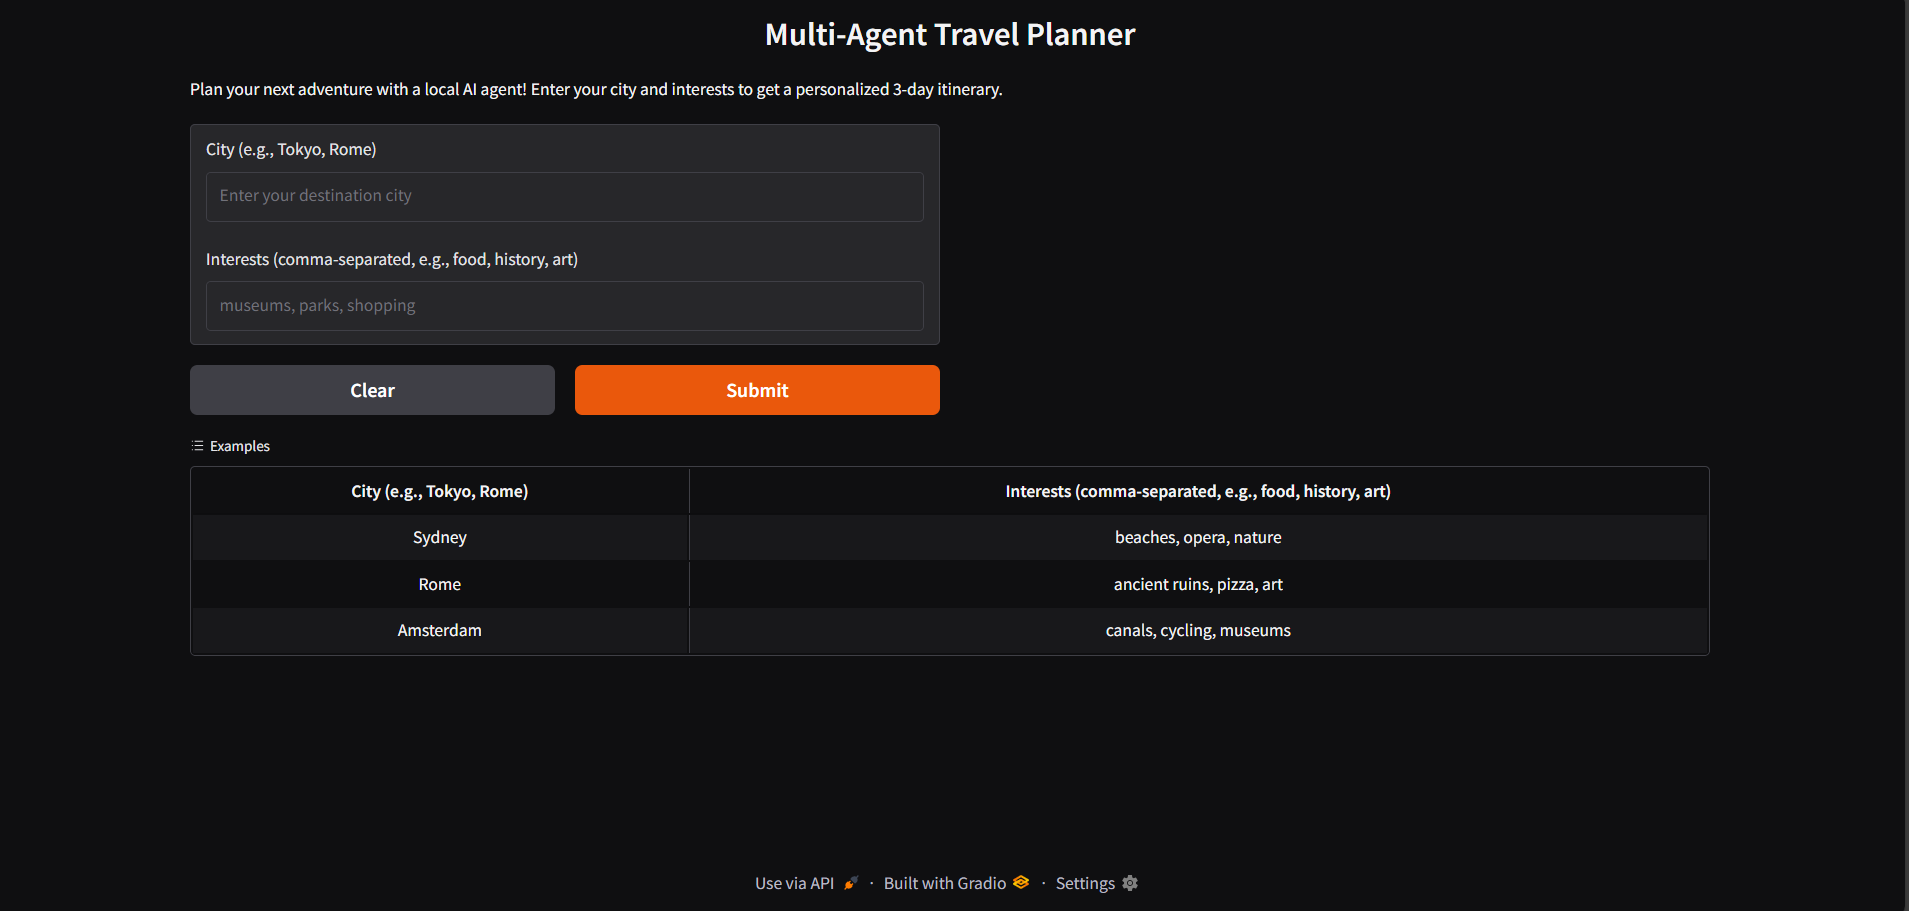 Multi-Agent Travel Planner
Plan your next adventure with a local AI agent! Enter your city and interests to get a personalized 3-day itinerary.
City (e.g., Tokyo, Rome)
Enter your destination city
Interests (comma-separated, e.g., food, history, art)
museums, parks, shopping
Clear Submit
Examples
City (e.g., Tokyo, Rome) Interests (comma-separated, e.g., food, history, art)
Sydney beaches, opera, nature
Rome ancient ruins, pizza, art
Amsterdam canals, cycling, museums
Use via API · Built with Gradio · Settings